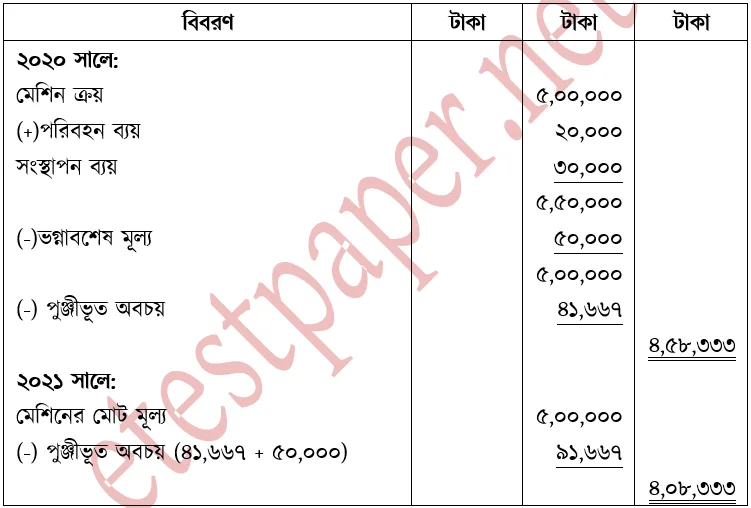 বিবরণ টাকা টাকা টাকা
২০২০ সালে:
মেশিন ক্রয় ৫,০০,০০০
(+)পরিবহন ব্যয় ২০,০০০
সংস্থাপন ব্যয় ৩০,০০০
৫,৫০,০০০
(-)ভগ্নাবশেষ মূল্য ৫০,০০০
৫,০০,০০০
(-) পুঞ্জীভূত অবচয় ৪১,৬৬৭
৪,৫৮,৩৩৩
২০২১ সালে:
মেশিনের মোট মূল্য ৫,০০,০০০
(-) পুঞ্জীভূত অবচয় (৪১,৬৬৭ + ৫০,০০০) ৯১,৬৬৭
৪,০৮,৩৩৩
etestpaper.net